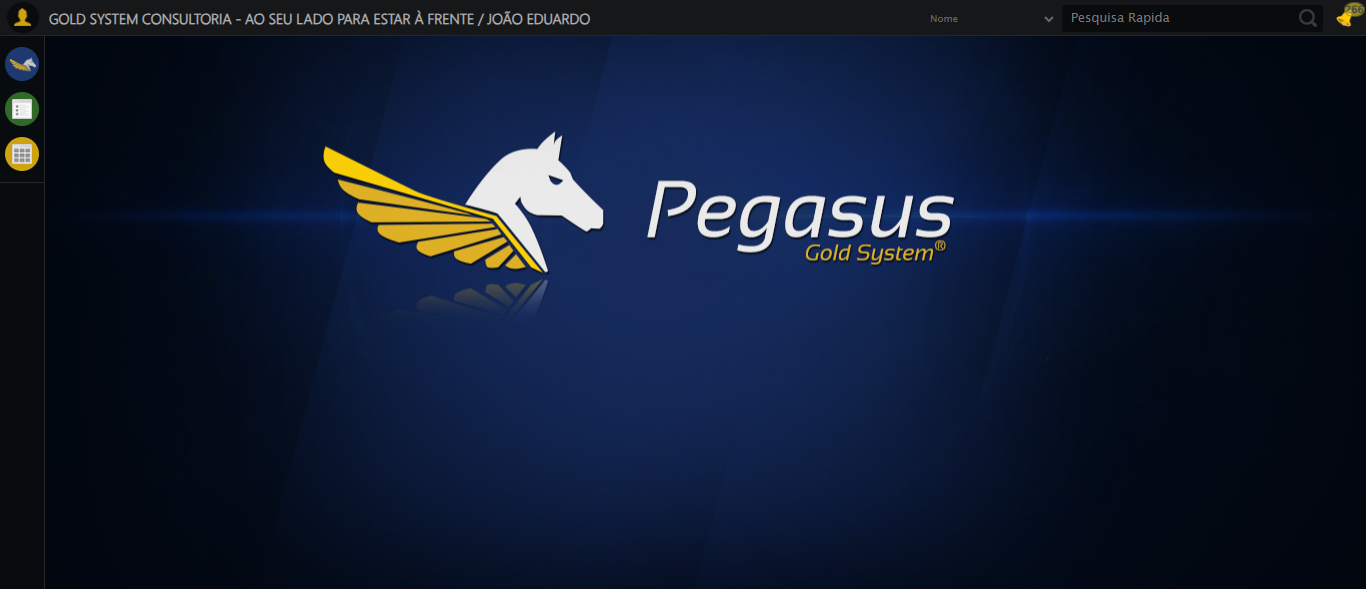 GOLD SYSTEM CONSULTORIA - AO SEU LADO PARA ESTAR À FRENTE / JOÃO EDUARDO
Nome
Pesquisa Rapida
Pegasus
Gold System®